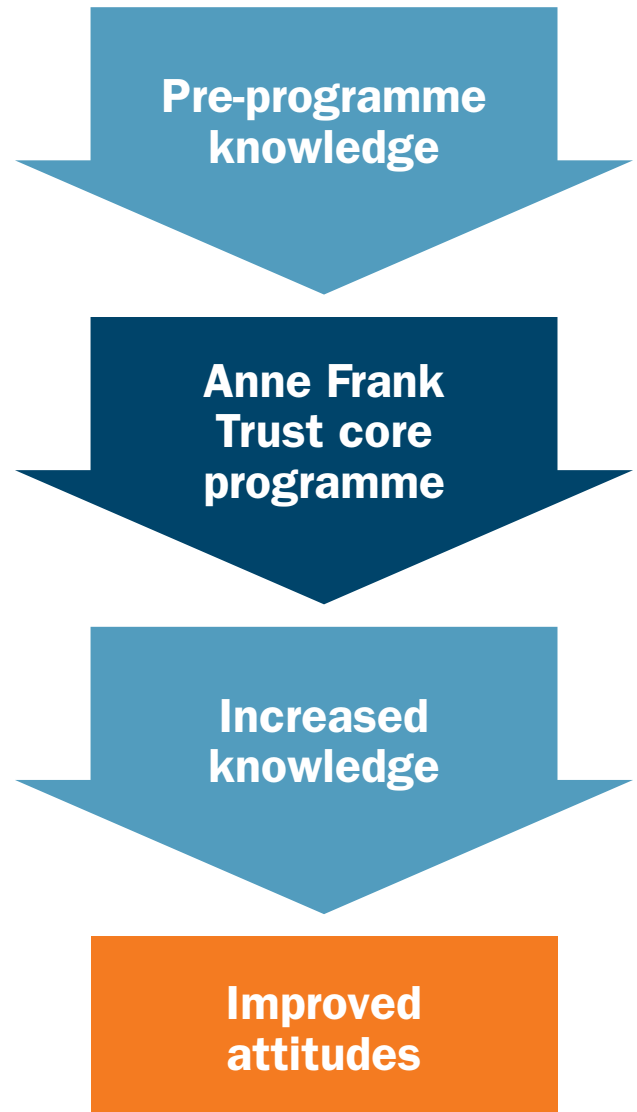 Pre-programme
knowledge
Anne Frank
Trust core
programme
Increased
knowledge
Improved
attitudes